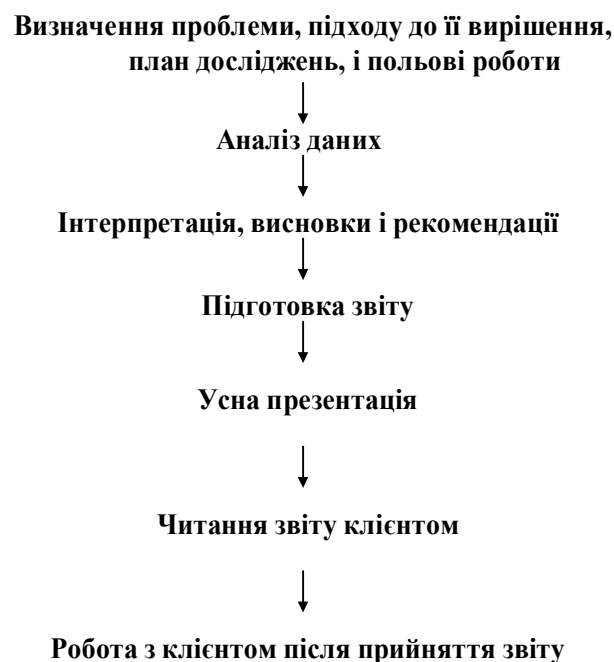 Визначення проблеми, підходу до її вирішення,
план досліджень, і польові роботи
Аналіз даних
Інтерпретація, висновки і рекомендації
Підготовка звіту
Усна презентація
Читання звіту клієнтом
Робота з клієнтом після прийняття звіту